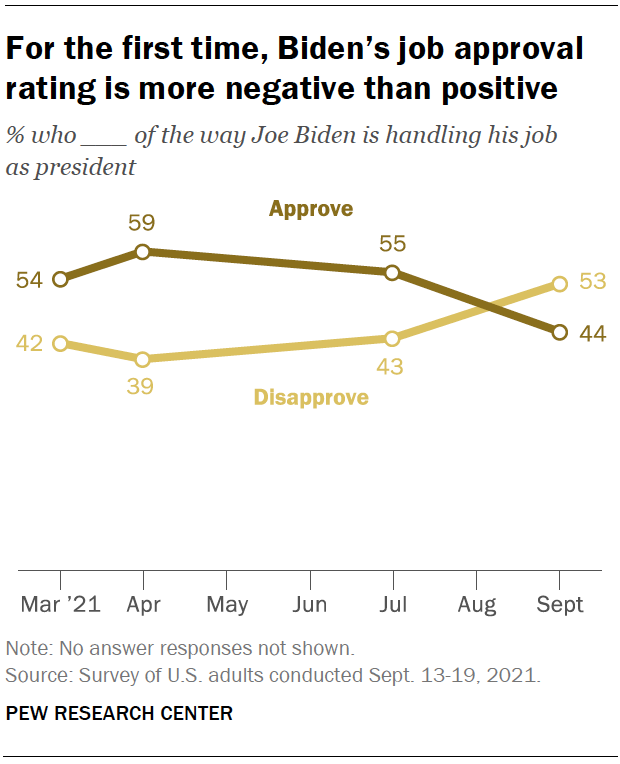 For the first time, Biden’s job approval
rating is more negative than positive
% who ___ of the way Joe Biden is handling his job
as president
Approve
59
55
54
53
44
42
43
39
Disapprove
Mar ’21 Apr May Jun Jul Aug Sept
Note: No answer responses not shown.
Source: Survey of U.S. adults conducted Sept. 13-19, 2021.
PEW RESEARCH CENTER